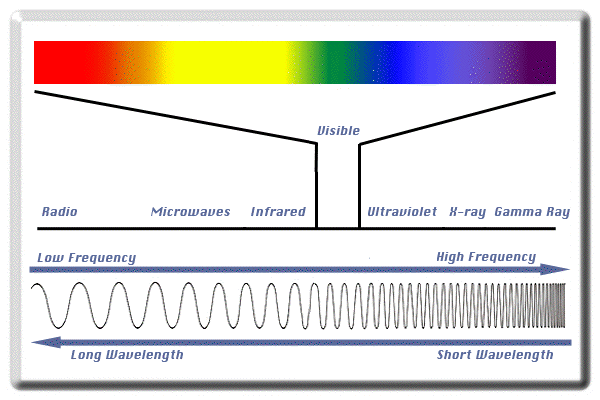 Visible
Radio Microwaves Infrared Ultraviolet X-ray Gamma Ray
Low Frequency High Frequency
Long Wavelength Short Wavelength